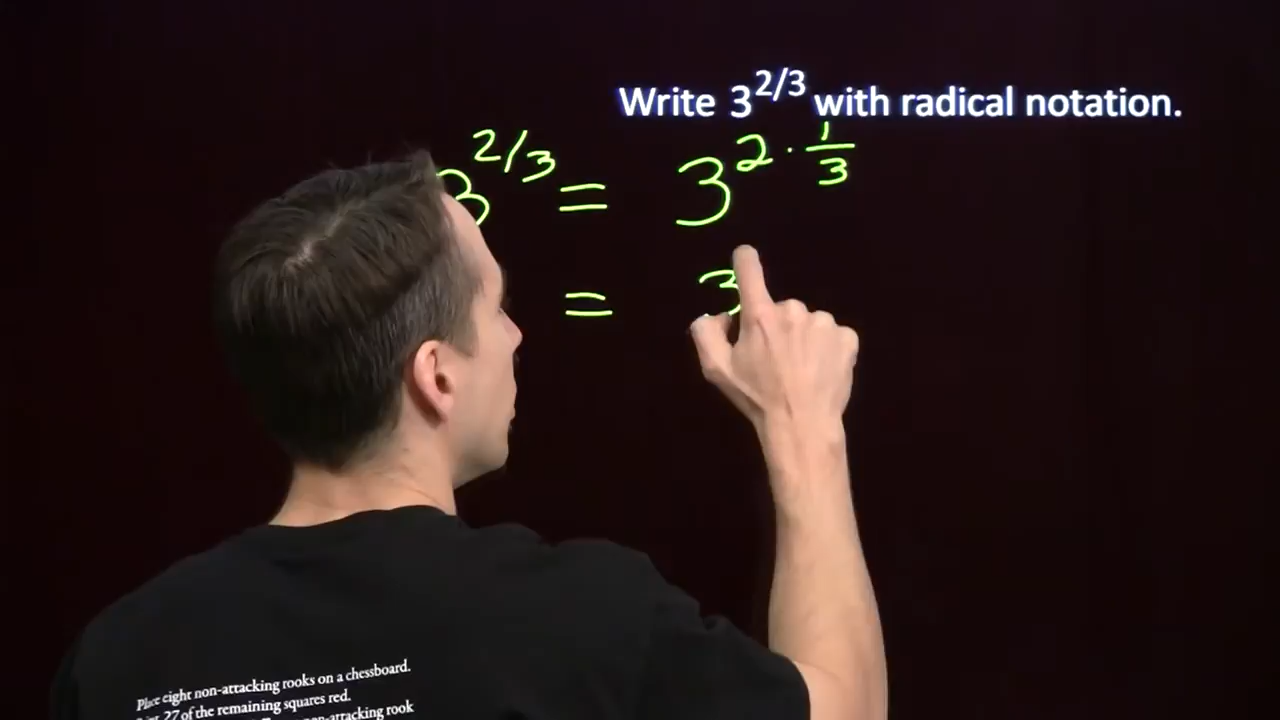 Write 3^{2/3} with radical notation.
3^{2/3} = 3^{2 · \frac{1}{3}}
= 3
Place eight non-attacking rooks on a chessboard.
27 of the remaining squares red.
non-attacking rook